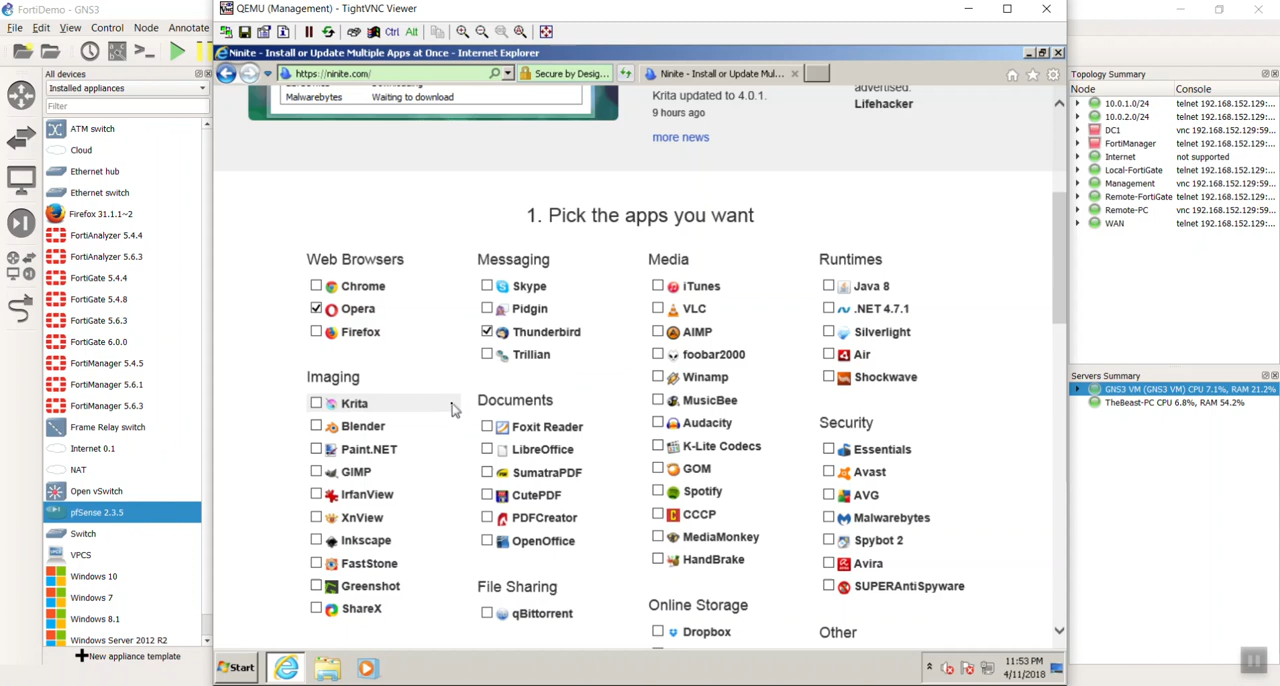 FortiDemo - GNS3
File Edit View Control Node Annotate
All devices
Installed appliances
Filter
ATM switch
Cloud
Ethernet hub
Ethernet switch
Firefox 31.1.1~2
FortiAnalyzer 5.4.4
FortiAnalyzer 5.6.3
FortiGate 5.4.4
FortiGate 5.4.8
FortiGate 5.6.3
FortiGate 6.0.0
FortiManager 5.4.5
FortiManager 5.6.1
FortiManager 5.6.3
Frame Relay switch
Internet 0.1
NAT
Open vSwitch
pfSense 2.3.5
Switch
VPCS
Windows 10
Windows 7
Windows 8.1
Windows Server 2012 R2
New appliance template
QEMU (Management) - TightVNC Viewer
Ctrl Alt
Ninite - Install or Update Multiple Apps at Once - Internet Explorer
https://ninite.com/
Secure by Desig...
Ninite - Install or Update Mul...
Malwarebytes Waiting to download
Krita updated to 4.0.1.
9 hours ago
more news
advertised.
Lifehacker
1. Pick the apps you want
Web Browsers
Chrome
Opera
Firefox
Imaging
Krita
Blender
Paint.NET
GIMP
IrfanView
XnView
Inkscape
FastStone
Greenshot
ShareX
Messaging
Skype
Pidgin
Thunderbird
Trillian
Documents
Foxit Reader
LibreOffice
SumatraPDF
CutePDF
PDFCreator
OpenOffice
File Sharing
qBittorrent
Media
iTunes
VLC
AIMP
foobar2000
Winamp
MusicBee
Audacity
K-Lite Codecs
GOM
Spotify
CCCP
MediaMonkey
HandBrake
Online Storage
Dropbox
Runtimes
Java 8
.NET 4.7.1
Silverlight
Air
Shockwave
Security
Essentials
Avast
AVG
Malwarebytes
Spybot 2
Avira
SUPERAntiSpyware
Other
Start
11:53 PM
4/11/2018
Topology Summary
Node Console
10.0.1.0/24 telnet 192.168.152.129:...
10.0.2.0/24 telnet 192.168.152.129:...
DC1 vnc 192.168.152.129:59...
FortiManager telnet 192.168.152.129:...
Internet not supported
Local-FortiGate telnet 192.168.152.129:...
Management vnc 192.168.152.129:59...
Remote-FortiGate telnet 192.168.152.129:...
Remote-PC vnc 192.168.152.129:59...
WAN telnet 192.168.152.129:...
Servers Summary
GNS3 VM (GNS3 VM) CPU 7.1%, RAM 21.2%
TheBeast-PC CPU 6.8%, RAM 54.2%